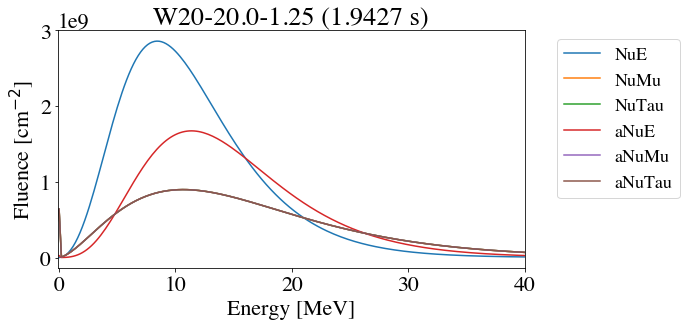 W20-20.0-1.25 (1.9427 s)
1e9
3
2
1
0
Fluence [cm⁻²]
0 10 20 30 40
Energy [MeV]
NuE
NuMu
NuTau
aNuE
aNuMu
aNuTau